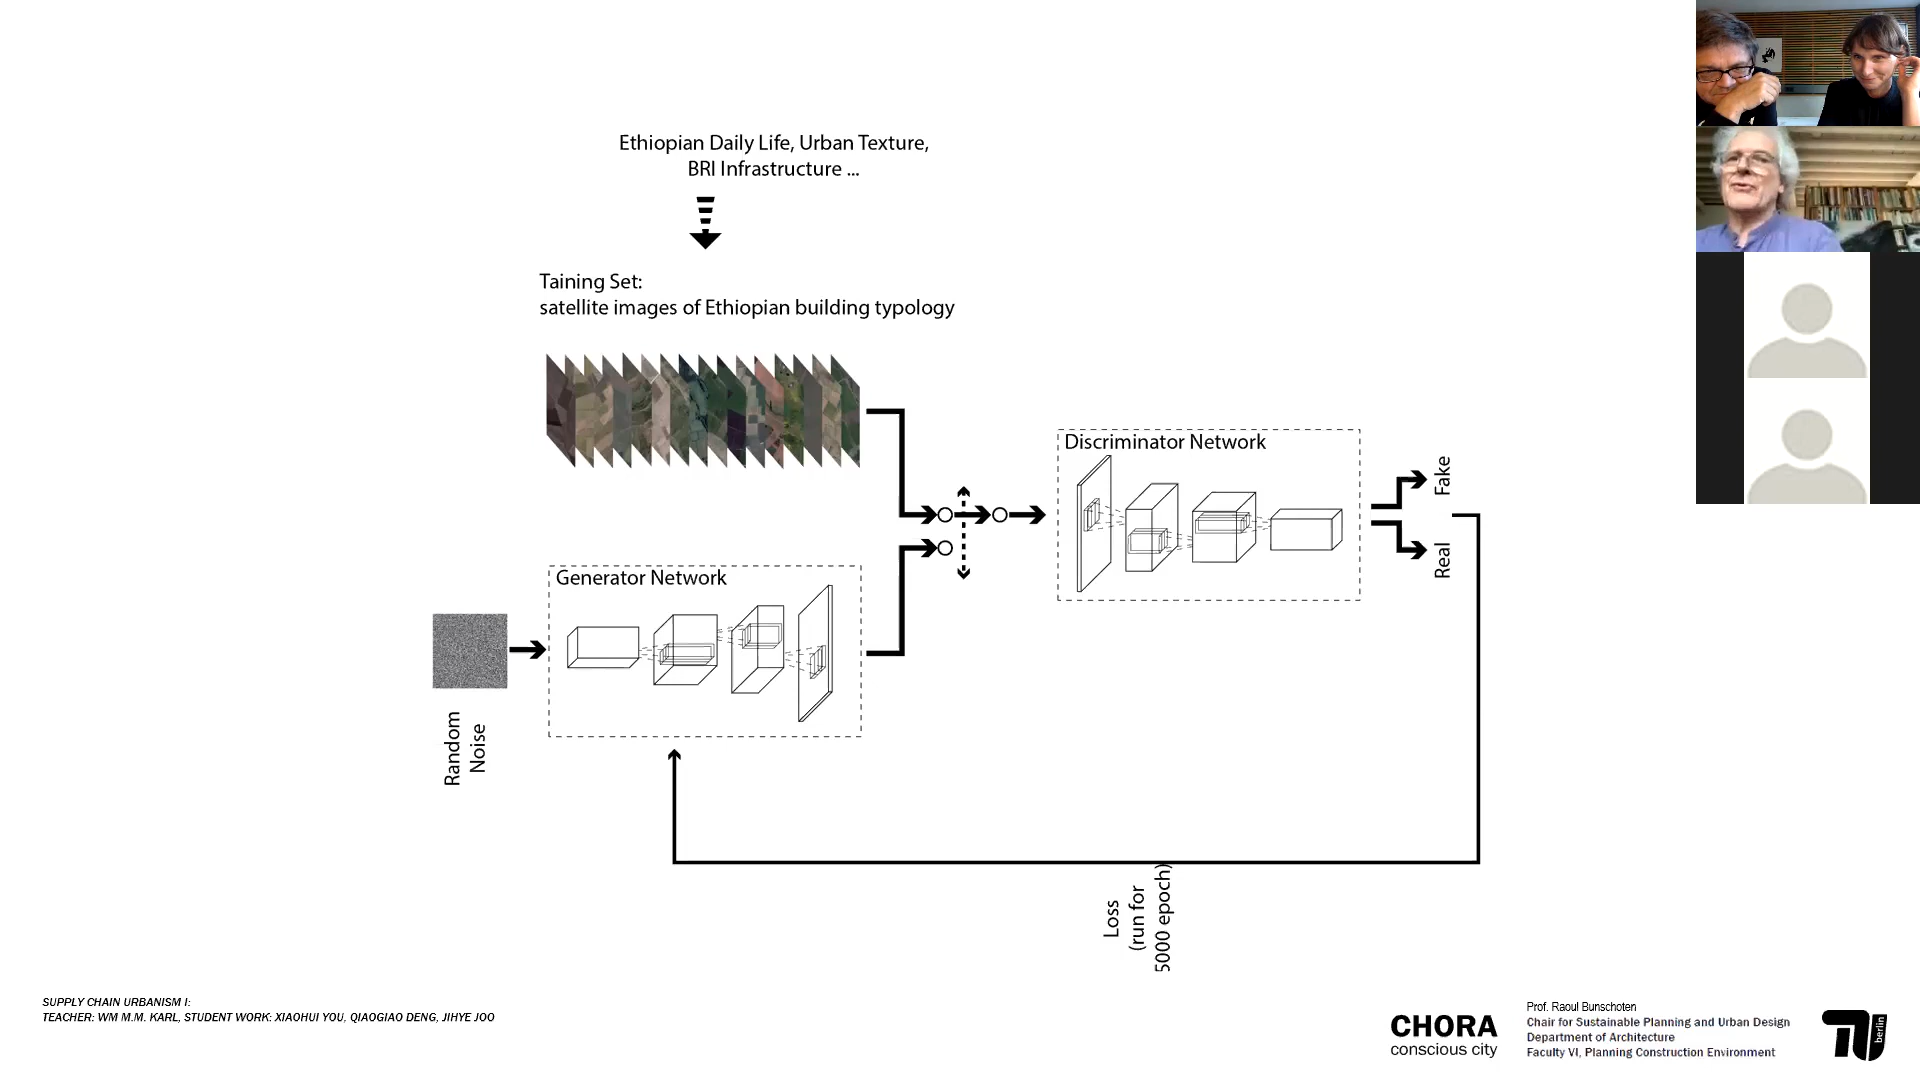 Ethiopian Daily Life, Urban Texture,
BRI Infrastructure ...
Taining Set:
satellite images of Ethiopian building typology
Discriminator Network
Fake
Real
Generator Network
Random
Noise
Loss
(run for
5000 epoch)
SUPPLY CHAIN URBANISM I:
TEACHER: WM M.M. KARL, STUDENT WORK: XIAOHUI YOU, QIAOGIAO DENG, JIHYE JOO
CHORA
conscious city
Prof. Raoul Bunschoten
Chair for Sustainable Planning and Urban Design
Department of Architecture
Faculty VI, Planning Construction Environment
berlin